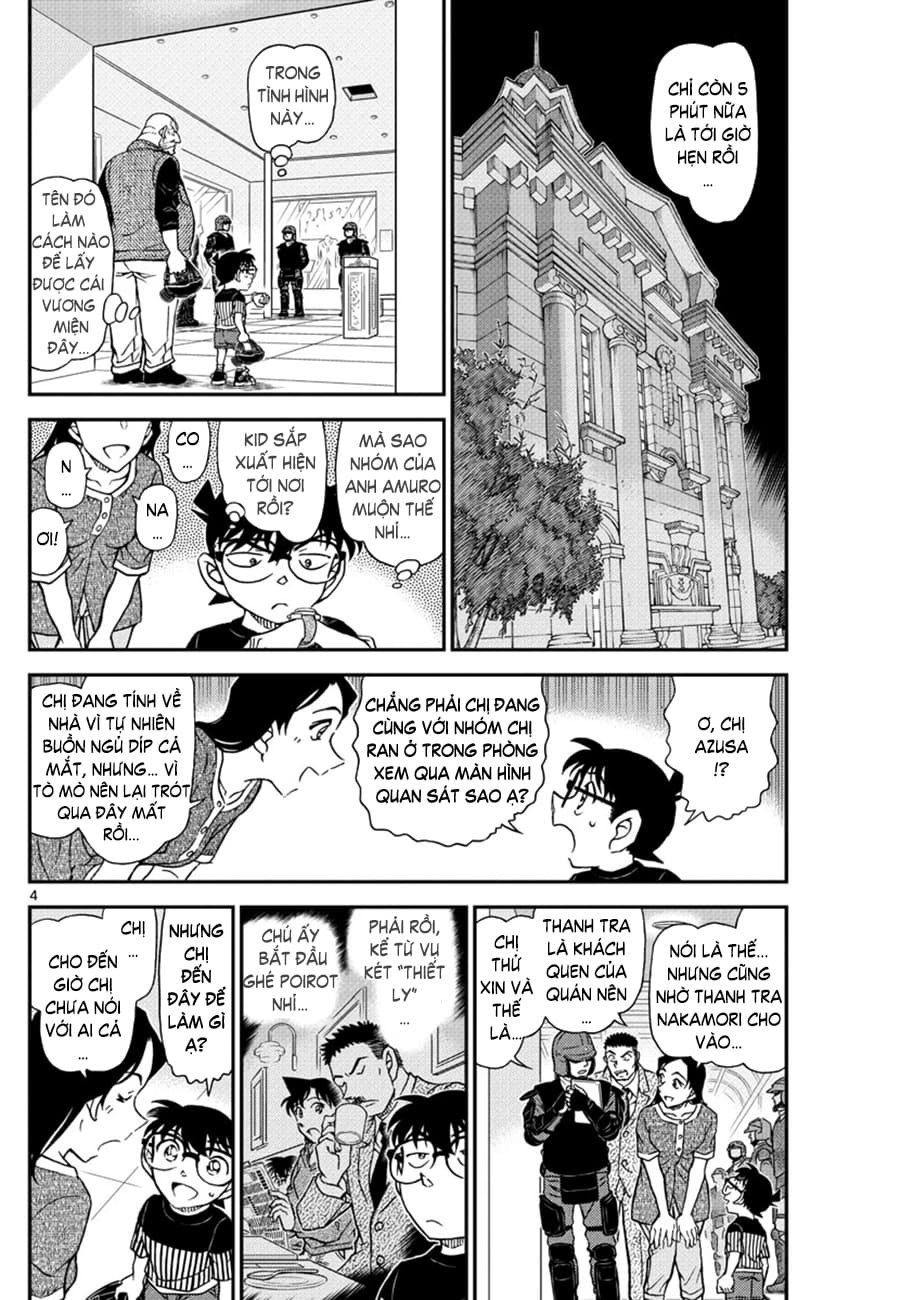 CHỈ CÒN 5
PHÚT NỮA
LÀ TỚI GIỜ
HẸN RỒI
...
TRONG
TÌNH HÌNH
NÀY...
TÊN ĐÓ
LÀM
CÁCH NÀO
ĐỂ LẤY
ĐƯỢC CÁI
VƯƠNG
MIỆN
ĐÂY...
MÀ SAO
NHÓM CỦA
ANH AMURO
MUỘN THẾ
NHỈ
KID SẮP
XUẤT HIỆN
TỚI NƠI
RỒI?
CO
...
NA
N
...
ƠI!
Ơ, CHỊ
AZUSA
!?
CHẲNG PHẢI CHỊ ĐANG
CÙNG VỚI NHÓM CHỊ
RAN Ở TRONG PHÒNG
XEM QUA MÀN HÌNH
QUAN SÁT SAO Ạ?
CHỊ ĐANG TÍNH VỀ
NHÀ VÌ TỰ NHIÊN
BUỒN NGỦ DÍP CẢ
MẮT, NHƯNG... VÌ
TÒ MÒ NÊN LẠI TRÓT
QUA ĐÂY MẤT
RỒI...
4
NÓI LÀ THẾ...
NHƯNG CŨNG
NHỜ THANH TRA
NAKAMORI CHO
VÀO...
THANH TRA
LÀ KHÁCH
QUEN CỦA
QUÁN NÊN
...
CHỊ
THỬ
XIN VÀ
THẾ
LÀ...
PHẢI RỒI,
KỂ TỪ VỤ
KÉT "THIẾT
LY"
...
CHÚ ẤY
BẮT ĐẦU
GHÉ POIROT
NHỈ...
NHƯNG
CHỊ
ĐẾN
ĐÂY ĐỂ
LÀM GÌ
Ạ?
CHỊ
...
CHO ĐẾN
GIỜ CHỊ
CHƯA NÓI
VỚI AI CẢ
...